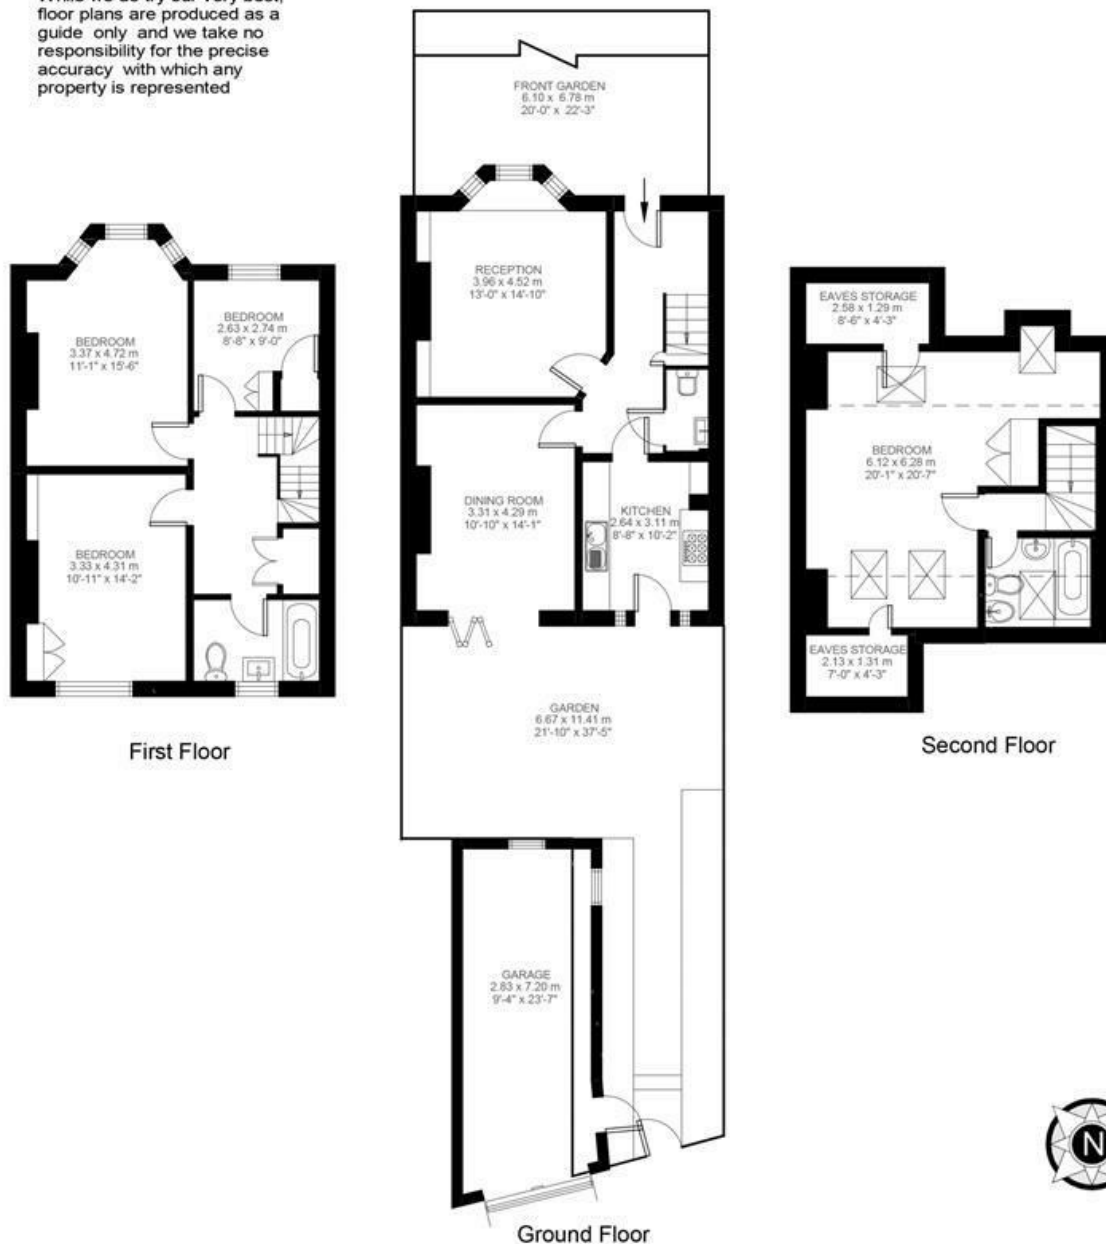 While we do try our very best,
floor plans are produced as a
guide only and we take no
responsibility for the precise
accuracy with which any
property is represented
FRONT GARDEN
6.10 x 6.78 m
20'-0" x 22'-3"
RECEPTION
3.96 x 4.52 m
13'-0" x 14'-10"
DINING ROOM
3.31 x 4.29 m
10'-10" x 14'-1"
KITCHEN
2.64 x 3.11 m
8'-8" x 10'-2"
GARDEN
6.67 x 11.41 m
21'-10" x 37'-5"
GARAGE
2.83 x 7.20 m
9'-4" x 23'-7"
Ground Floor
BEDROOM
3.37 x 4.72 m
11'-1" x 15'-6"
BEDROOM
2.63 x 2.74 m
8'-8" x 9'-0"
BEDROOM
3.33 x 4.31 m
10'-11" x 14'-2"
First Floor
EAVES STORAGE
2.58 x 1.29 m
8'-6" x 4'-3"
BEDROOM
6.12 x 6.28 m
20'-1" x 20'-7"
EAVES STORAGE
2.13 x 1.31 m
7'-0" x 4'-3"
Second Floor
N